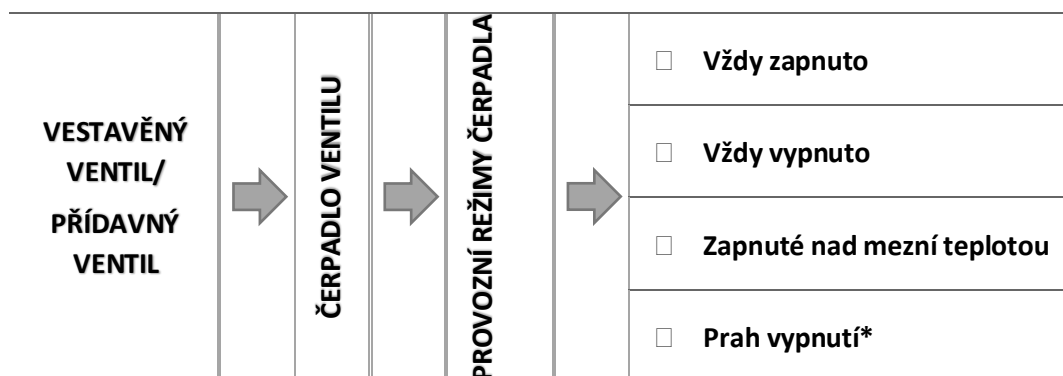 VESTAVĚNÝ
VENTIL/
PŘÍDAVNÝ
VENTIL
ČERPADLO VENTILU
PROVOZNÍ REŽIMY ČERPADLA
Vždy zapnuto
Vždy vypnuto
Zapnuté nad mezní teplotou
Prah vypnutí*